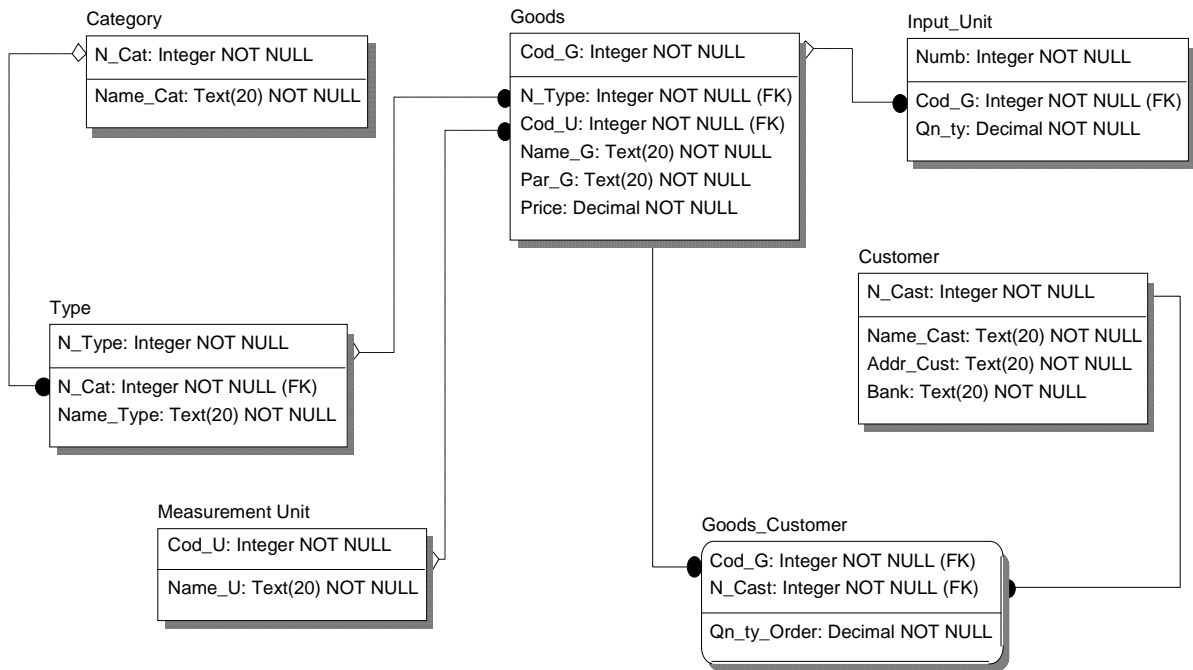 Category
N_Cat: Integer NOT NULL
Name_Cat: Text(20) NOT NULL
Goods
Cod_G: Integer NOT NULL
N_Type: Integer NOT NULL (FK)
Cod_U: Integer NOT NULL (FK)
Name_G: Text(20) NOT NULL
Par_G: Text(20) NOT NULL
Price: Decimal NOT NULL
Input_Unit
Numb: Integer NOT NULL
Cod_G: Integer NOT NULL (FK)
Qn_ty: Decimal NOT NULL
Type
N_Type: Integer NOT NULL
N_Cat: Integer NOT NULL (FK)
Name_Type: Text(20) NOT NULL
Customer
N_Cast: Integer NOT NULL
Name_Cast: Text(20) NOT NULL
Addr_Cust: Text(20) NOT NULL
Bank: Text(20) NOT NULL
Measurement Unit
Cod_U: Integer NOT NULL
Name_U: Text(20) NOT NULL
Goods_Customer
Cod_G: Integer NOT NULL (FK)
N_Cast: Integer NOT NULL (FK)
Qn_ty_Order: Decimal NOT NULL